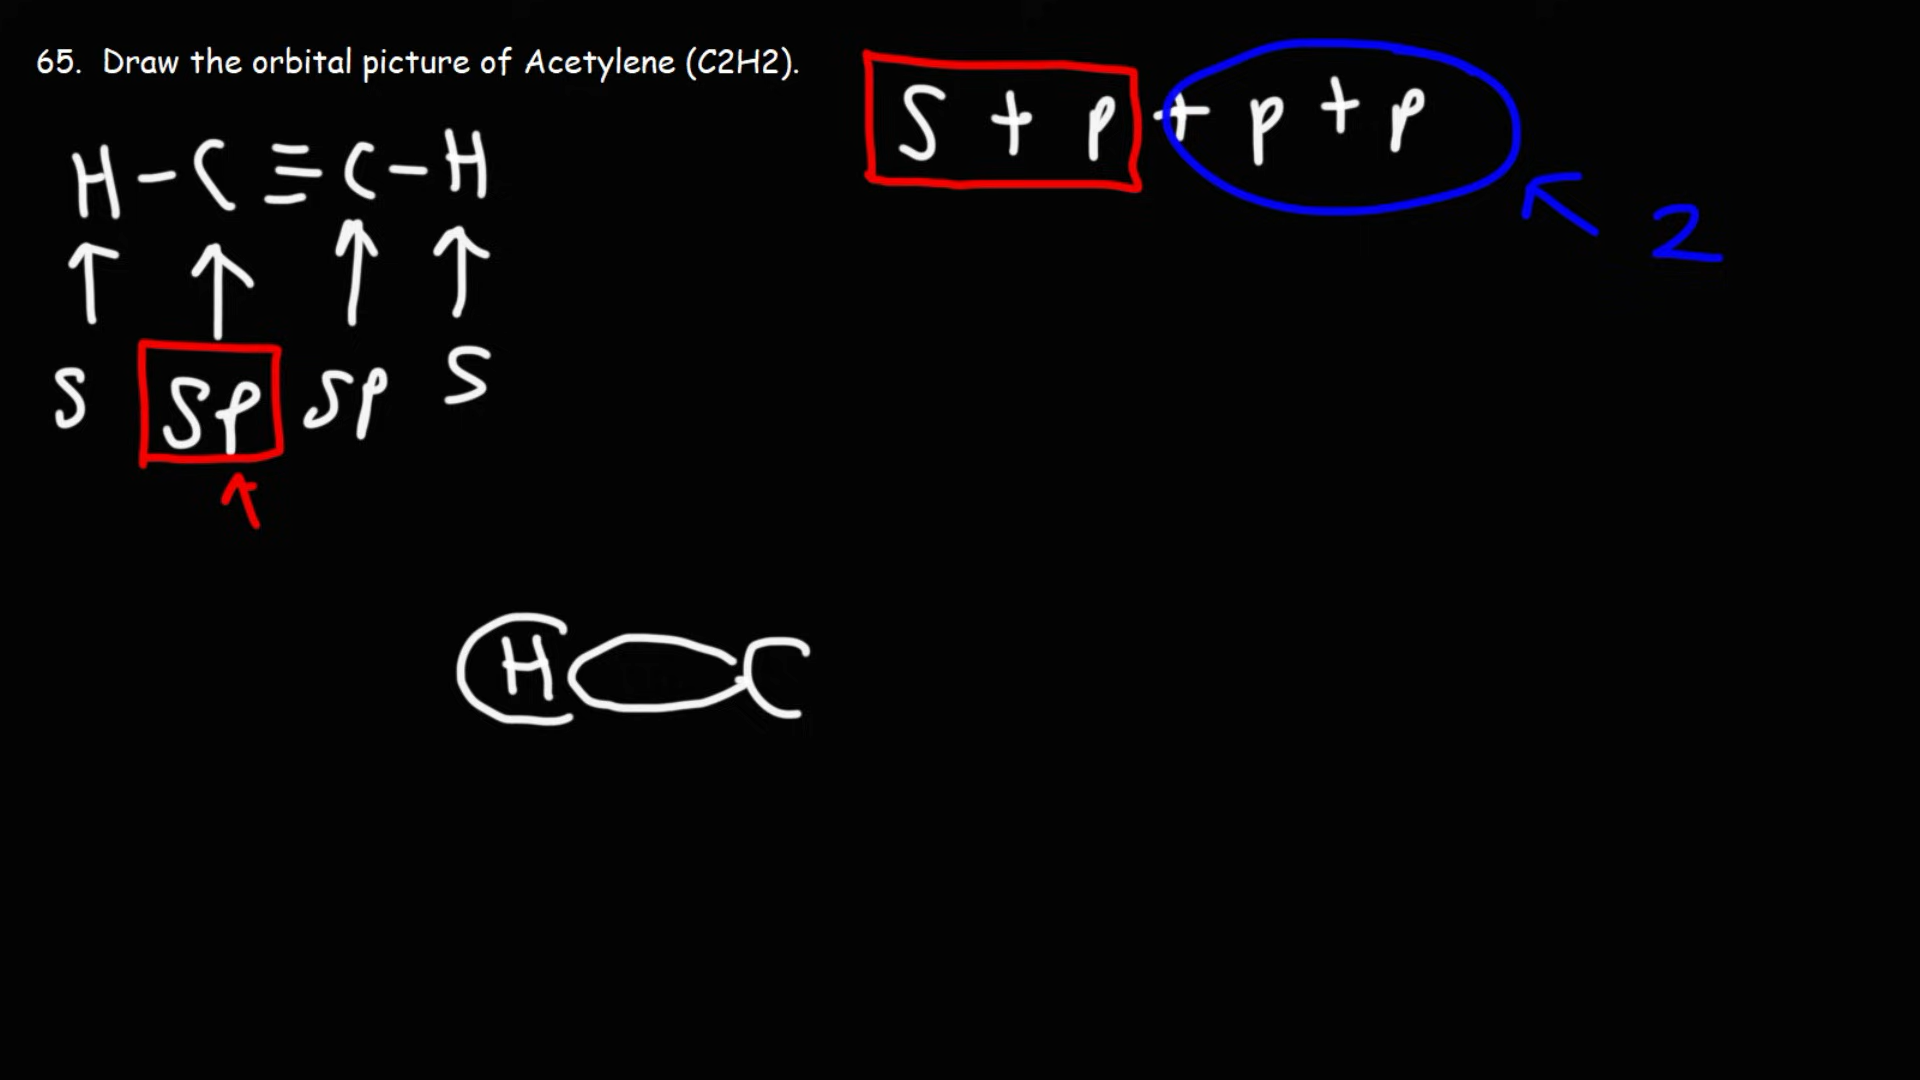 65. Draw the orbital picture of Acetylene (C2H2).
S + p + p + p
H - C ≡ C - H
2
S Sp Sp S
H C